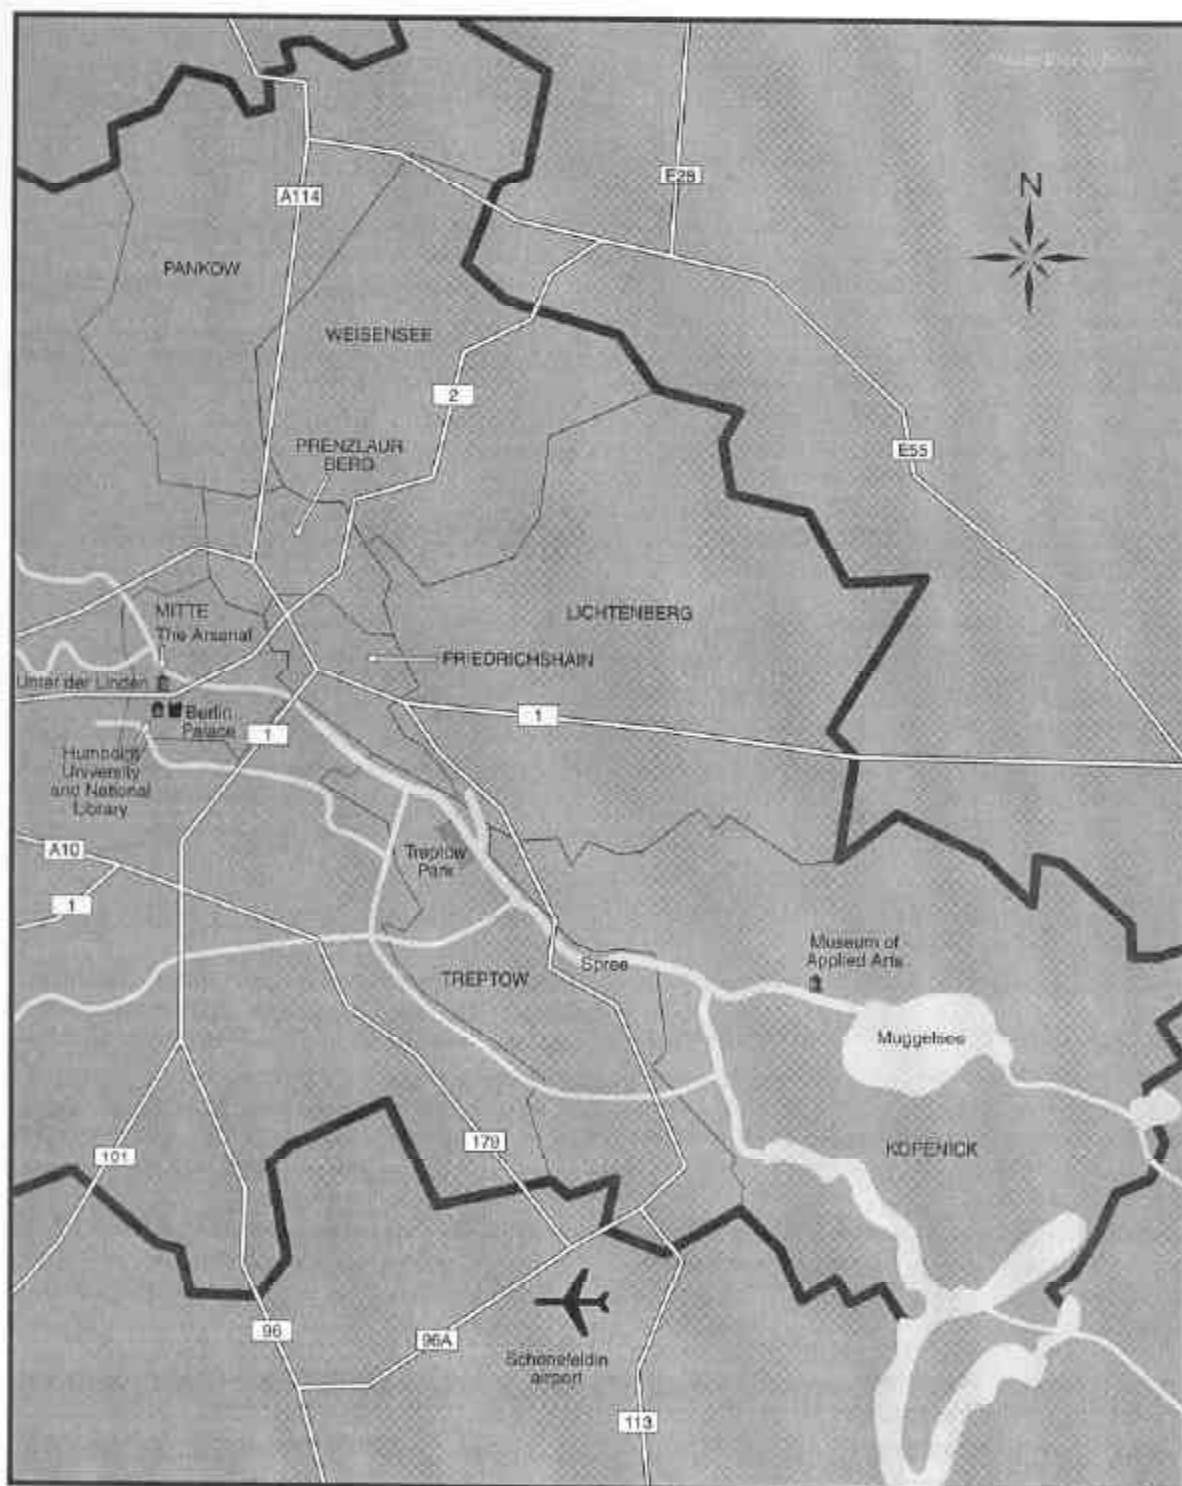 N
E28
A114
PANKOW
WEISENSEE
2
PRENZLAUR
BERG
E55
MITTE
The Arsenal
LICHTENBERG
FRIEDRICHSHAIN
Unter der Linden
Berlin
Palace
1
1
Humboldt
University
and National
Library
A10
Treptow
Park
1
Museum of
Applied Arts
Spree
TREPTOW
Muggelsee
179
101
KOPENICK
96
96A
Schonefeldin
airport
113